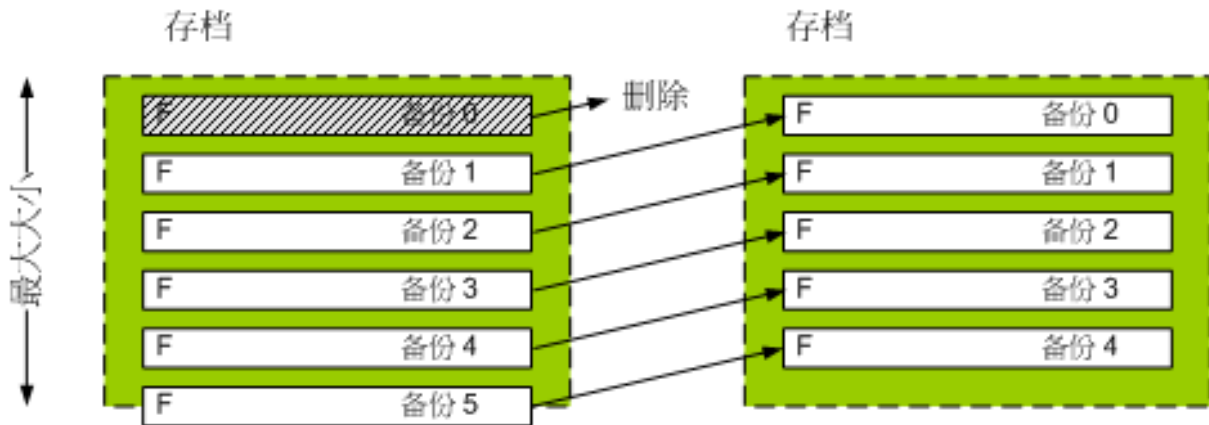 存档 存档
F 备份 0 删除 F 备份 0
F 备份 1 F 备份 1
F 备份 2 F 备份 2
F 备份 3 F 备份 3
F 备份 4 F 备份 4
F 备份 5
最大大小